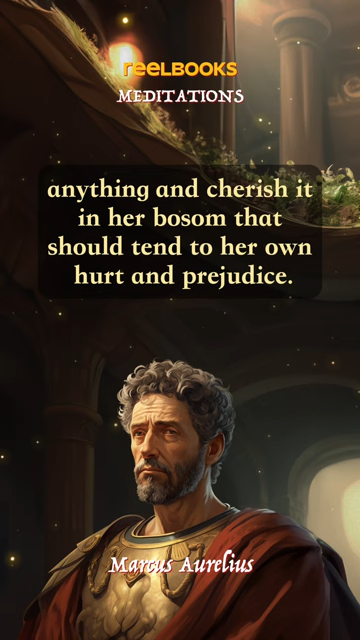 reelbooks
MEDITATIONS
anything and cherish it
in her bosom that
should tend to her own
hurt and prejudice.
Marcus Aurelius